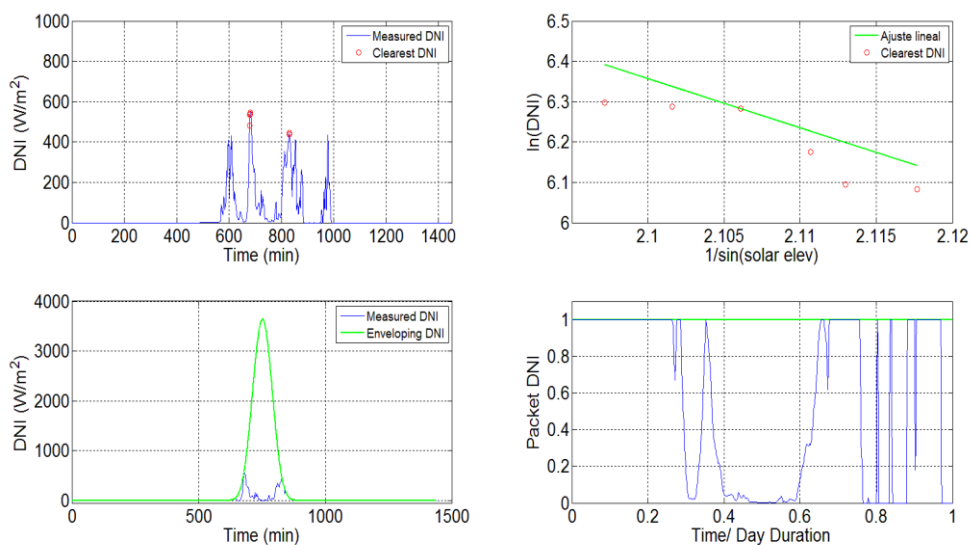 1000
800
600
400
200
0
DNI (W/m²)
Measured DNI
Clearest DNI
0 200 400 600 800 1000 1200 1400
Time (min)
6.5
6.4
6.3
6.2
6.1
6
ln(DNI)
Ajuste lineal
Clearest DNI
2.1 2.105 2.11 2.115 2.12
1/sin(solar elev)
4000
3000
2000
1000
0
DNI (W/m²)
Measured DNI
Enveloping DNI
0 500 1000 1500
Time (min)
1
0.8
0.6
0.4
0.2
0
Packet DNI
0 0.2 0.4 0.6 0.8 1
Time/ Day Duration